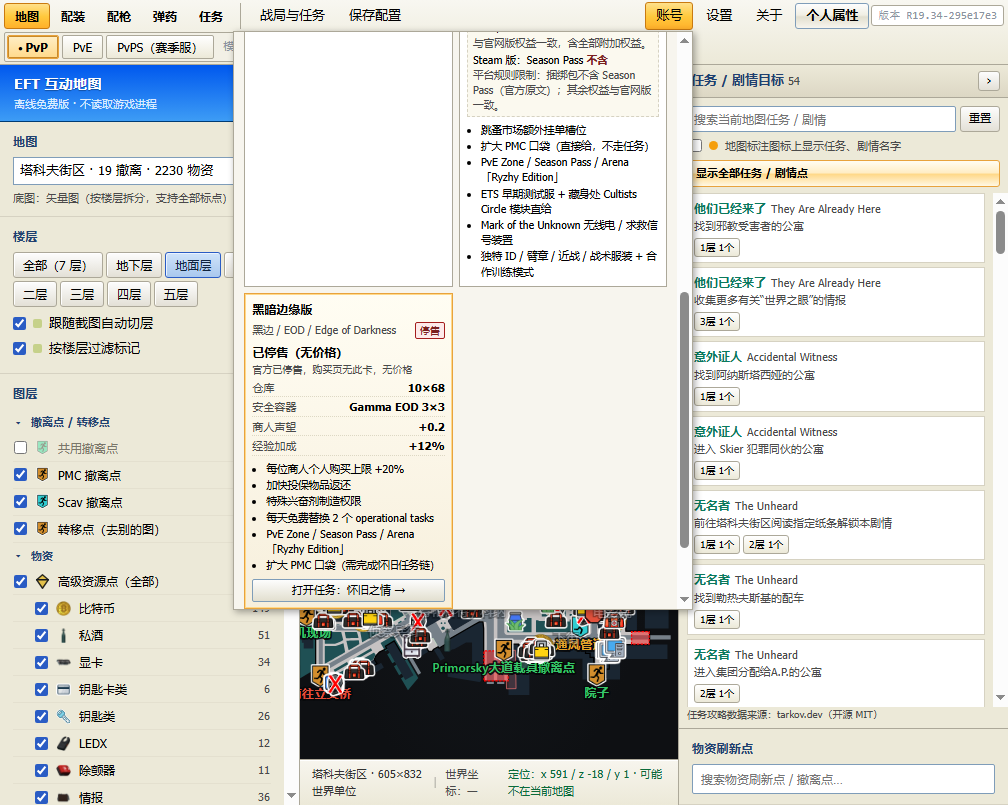 地图
配装
配枪
弹药
任务
战局与任务
保存配置
账号
设置
关于
个人属性
版本 R19.34-295e17e3
• PvP
PvE
PvPS（赛季服）
EFT 互动地图
离线免费版 · 不读取游戏进程
地图
塔科夫街区 · 19 撤离 · 2230 物资
底图：矢量图（按楼层拆分，支持全部标点）
楼层
全部（7 层）
地下层
地面层
二层
三层
四层
五层
跟随截图自动切层
按楼层过滤标记
图层
撤离点 / 转移点
共用撤离点
PMC 撤离点
Scav 撤离点
转移点（去别的图）
物资
高级资源点（全部）
比特币
私酒
51
显卡
34
钥匙卡类
6
钥匙类
26
LEDX
12
除颤器
11
情报
36
与官网版权益一致，含全部附加权益。
Steam 版：Season Pass 不含
平台规则限制：捆绑包不含 Season
Pass（官方原文）；其余权益与官网版
一致。
跳蚤市场额外挂单槽位
扩大 PMC 口袋（直接给，不走任务）
PvE Zone / Season Pass / Arena
「Ryzhy Edition」
ETS 早期测试服 + 藏身处 Cultists
Circle 模块直给
Mark of the Unknown 无线电 / 求救信
号装置
独特 ID / 臂章 / 近战 / 战术服装 + 合
作训练模式
黑暗边缘版
黑边 / EOD / Edge of Darkness
停售
已停售（无价格）
官方已停售，购买页无此卡，无价格
仓库
10×68
安全容器
Gamma EOD 3×3
商人声望
+0.2
经验加成
+12%
每位商人个人购买上限 +20%
加快投保物品返还
特殊兴奋剂制造权限
每天免费替换 2 个 operational tasks
PvE Zone / Season Pass / Arena
「Ryzhy Edition」
扩大 PMC 口袋（需完成怀旧任务链）
打开任务：怀旧之情 →
通风管
Primorsky大道载具撤离点
院子
塔科夫街区 · 605×832
世界单位
世界坐
标：—
定位：x 591 / z -18 / y 1 · 可能
不在当前地图
任务 / 剧情目标 54
搜索当前地图任务 / 剧情
重置
地图标注图标上显示任务、剧情名字
显示全部任务 / 剧情点
他们已经来了 They Are Already Here
找到邪教受害者的公寓
1层 1个
他们已经来了 They Are Already Here
收集更多有关“世界之眼”的情报
3层 1个
意外证人 Accidental Witness
找到阿纳斯塔西娅的公寓
1层 1个
意外证人 Accidental Witness
进入 Skier 犯罪同伙的公寓
1层 1个
无名者 The Unheard
前往塔科夫街区阅读指定纸条解锁本剧情
1层 1个
2层 1个
无名者 The Unheard
找到勒热夫斯基的配车
1层 1个
无名者 The Unheard
进入集团分配给A.P.的公寓
2层 1个
任务攻略数据来源：tarkov.dev（开源 MIT）
物资刷新点
搜索物资刷新点 / 撤离点...